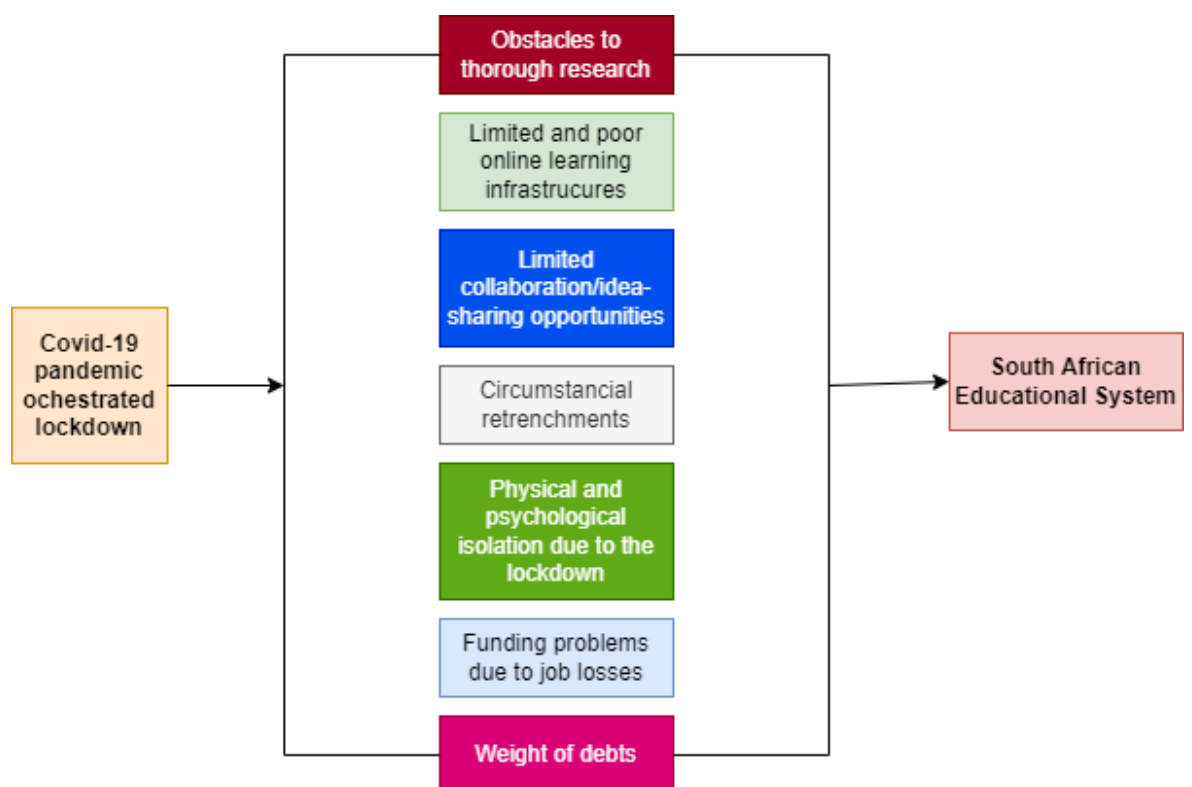 Obstacles to
thorough research
Limited and poor
online learning
infrastrucures
Limited
collaboration/idea-
sharing opportunities
Covid-19
pandemic
ochestrated
lockdown
Circumstancial
retrenchments
South African
Educational System
Physical and
psychological
isolation due to the
lockdown
Funding problems
due to job losses
Weight of debts